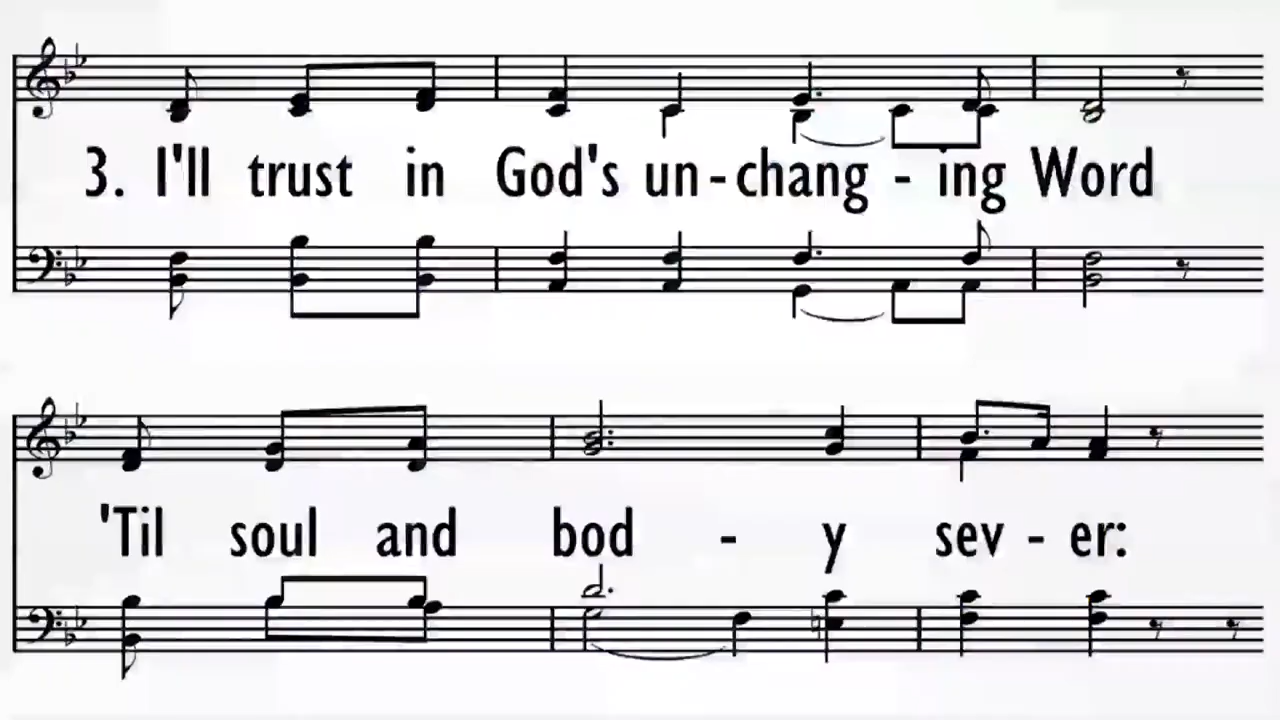 3. I'll trust in God's un-chang - ing Word
'Til soul and bod - y sev - er: